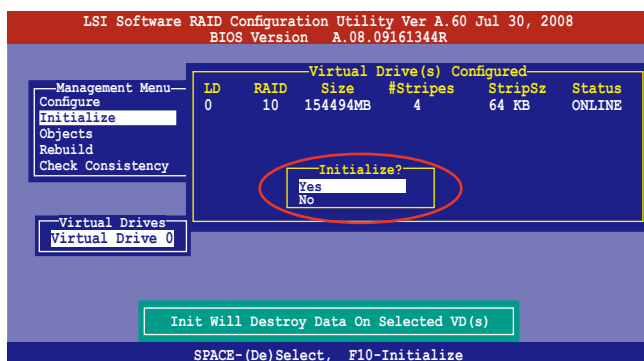 LSI Software RAID Configuration Utility Ver A.60 Jul 30, 2008
BIOS Version A.08.09161344R
Virtual Drive(s) Configured
LD RAID Size #Stripes StripSz Status
0 10 154494MB 4 64 KB ONLINE
Management Menu
Configure
Initialize
Objects
Rebuild
Check Consistency
Initialize?
Yes
No
Virtual Drives
Virtual Drive 0
Init Will Destroy Data On Selected VD(s)
SPACE-(De)Select, F10-Initialize